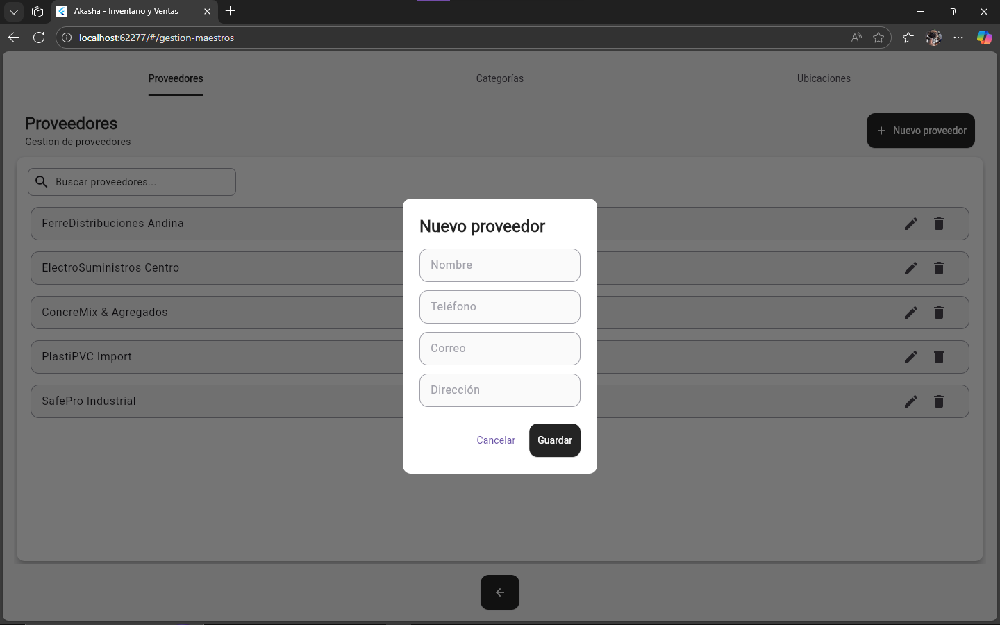 Akasha - Inventario y Ventas
localhost:62277/#/gestion-maestros
Proveedores
Categorías
Ubicaciones
Proveedores
Gestion de proveedores
Nuevo proveedor
Buscar proveedores...
FerreDistribuciones Andina
ElectroSuministros Centro
ConcreMix & Agregados
PlastiPVC Import
SafePro Industrial
Nuevo proveedor
Nombre
Teléfono
Correo
Dirección
Cancelar
Guardar